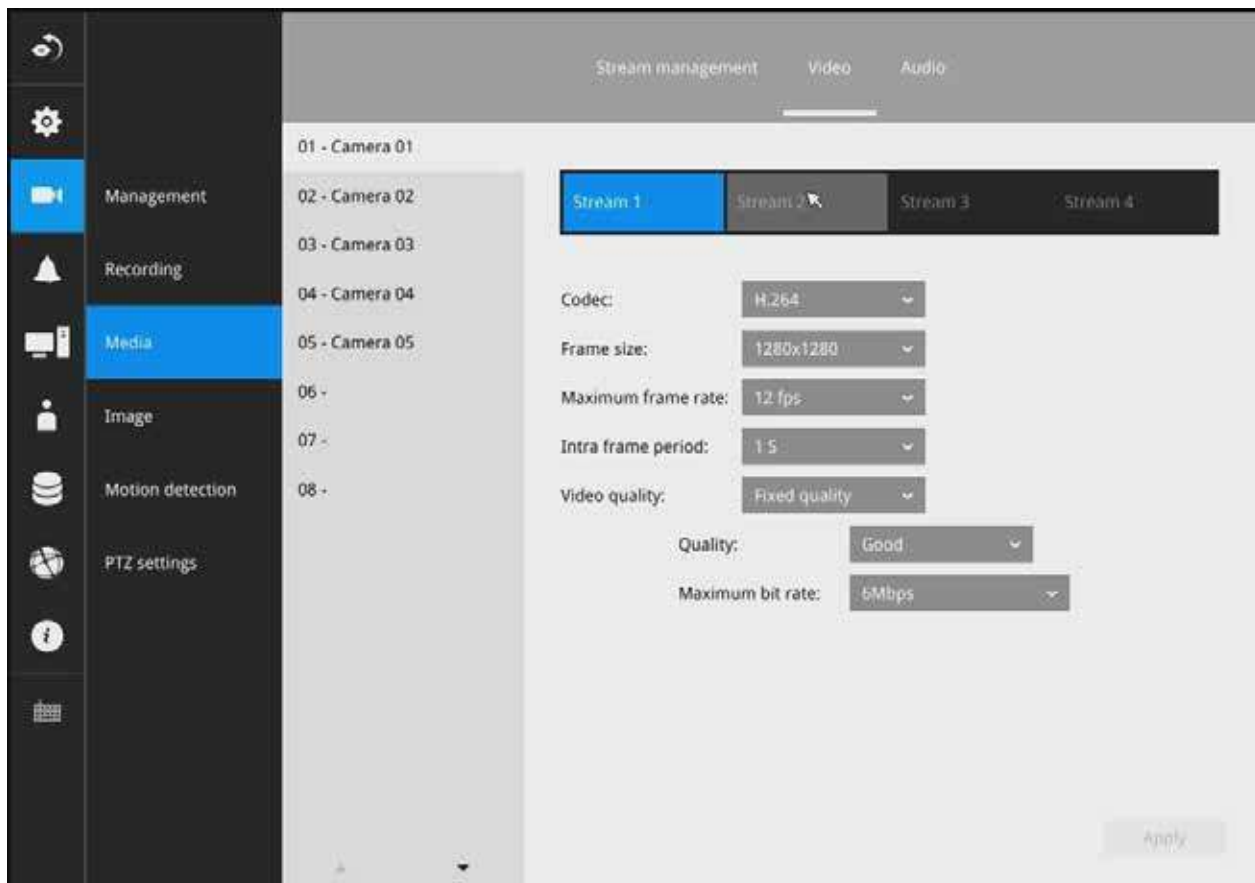 Stream management Video Audio
01 - Camera 01
Management 02 - Camera 02 Stream 1 Stream 2 Stream 3 Stream 4
03 - Camera 03
Recording
04 - Camera 04 Codec: H.264
Media 05 - Camera 05 Frame size: 1280x1280
06 - Maximum frame rate: 12 fps
Image
07 - Intra frame period: 1 S
Motion detection 08 - Video quality: Fixed quality
Quality: Good
PTZ settings
Maximum bit rate: 6Mbps
Apply